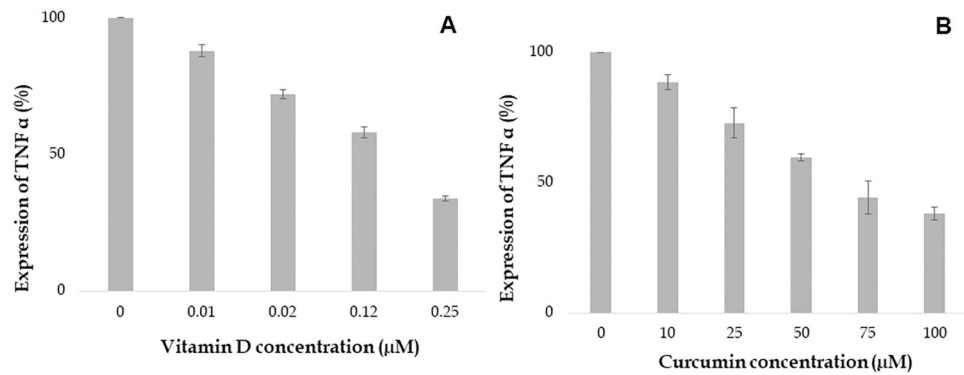 A
Expression of TNF α (%)
100
50
0
0 0.01 0.02 0.12 0.25
Vitamin D concentration (μM)
B
Expression of TNF α (%)
100
50
0
0 10 25 50 75 100
Curcumin concentration (μM)